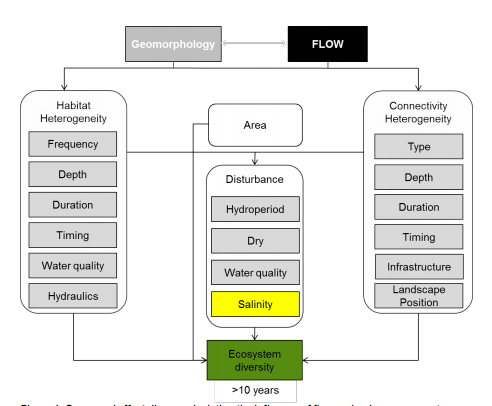 Geomorphology
FLOW
Habitat
Heterogeneity
Frequency
Depth
Duration
Timing
Water quality
Hydraulics
Area
Disturbance
Hydroperiod
Dry
Water quality
Salinity
Connectivity
Heterogeneity
Type
Depth
Duration
Timing
Infrastructure
Landscape
Position
Ecosystem
diversity
>10 years